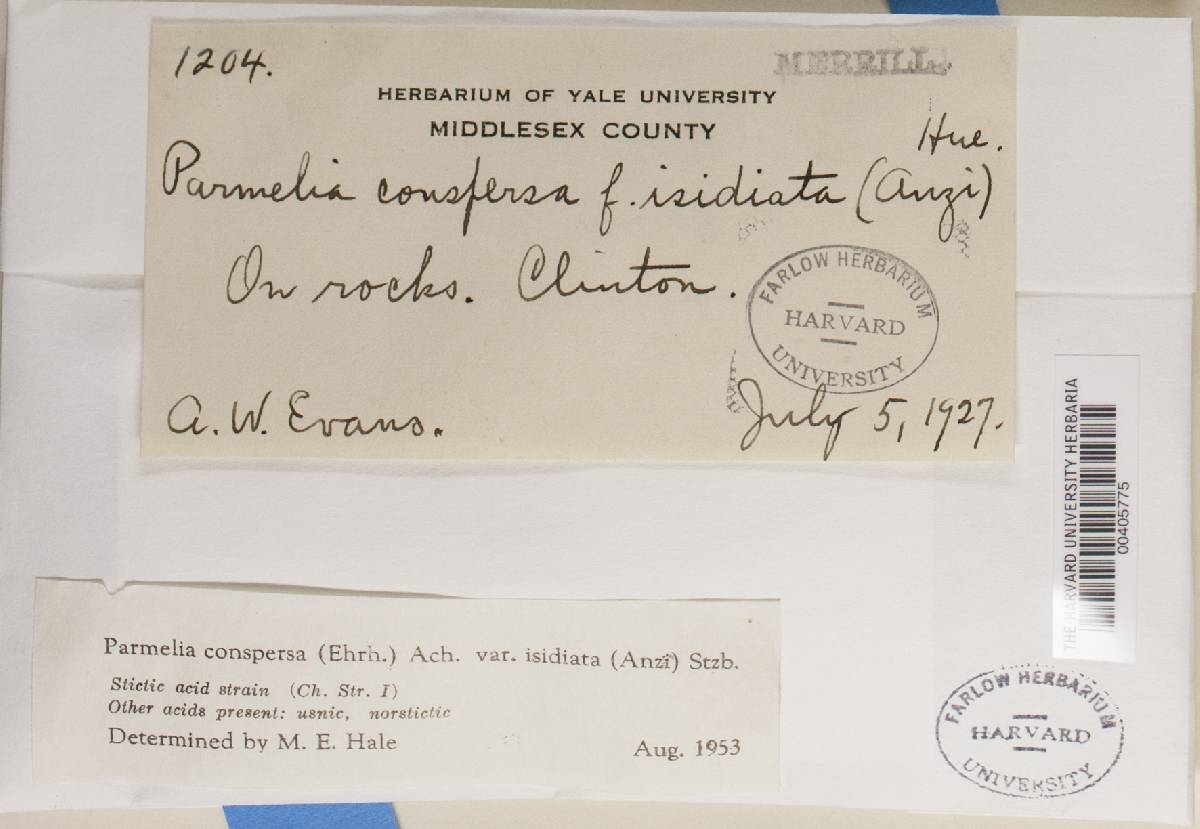 1204.
MERRILL.
HERBARIUM OF YALE UNIVERSITY
MIDDLESEX COUNTY
Hue.
Parmelia conspersa f. isidiata (Anzi)
On rocks. Clinton.
FARLOW HERBARIUM
HARVARD
UNIVERSITY
A. W. Evans.
July 5, 1927.
THE HARVARD UNIVERSITY HERBARIA
00405775
Parmelia conspersa (Ehrh.) Ach. var. isidiata (Anzi) Stzb.
Stictic acid strain (Ch. Str. I)
Other acids present: usnic, norstictic
Determined by M. E. Hale
Aug. 1953
FARLOW HERBARIUM
HARVARD
UNIVERSITY